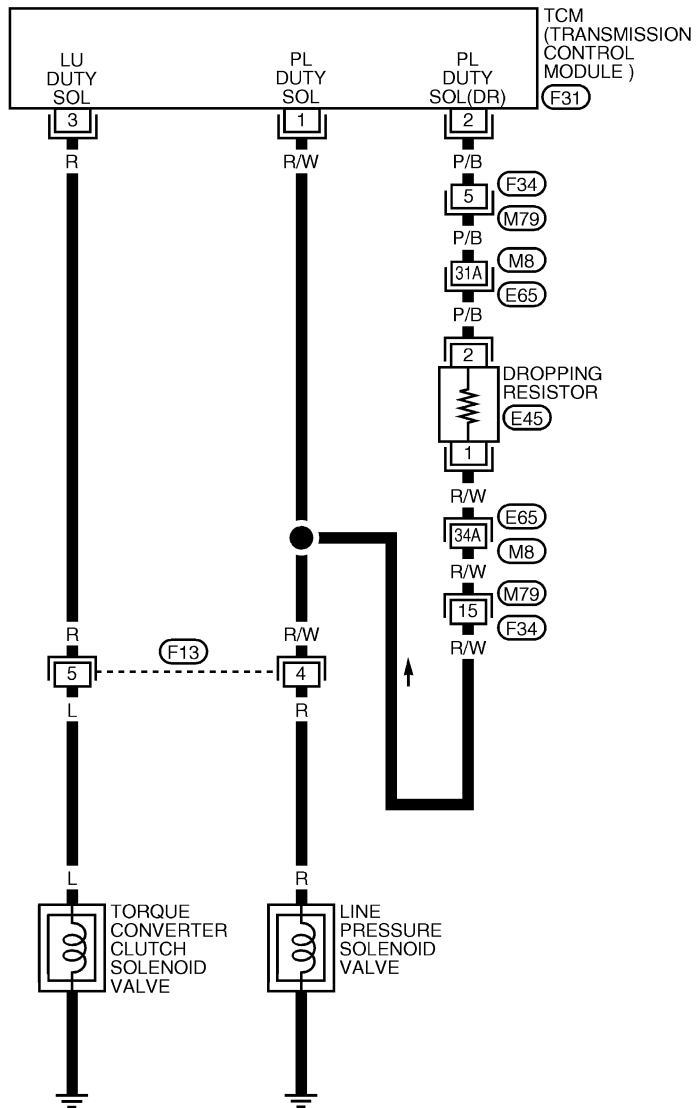 TCM
(TRANSMISSION
CONTROL
MODULE )
F31
LU
DUTY
SOL
PL
DUTY
SOL
PL
DUTY
SOL(DR)
3
1
2
R
R/W
P/B
5
F34
M79
P/B
31A
M8
E65
P/B
2
DROPPING
RESISTOR
E45
1
R/W
34A
E65
M8
R/W
15
M79
F34
R/W
R
R/W
5
F13
4
L
R
L
R
TORQUE
CONVERTER
CLUTCH
SOLENOID
VALVE
LINE
PRESSURE
SOLENOID
VALVE